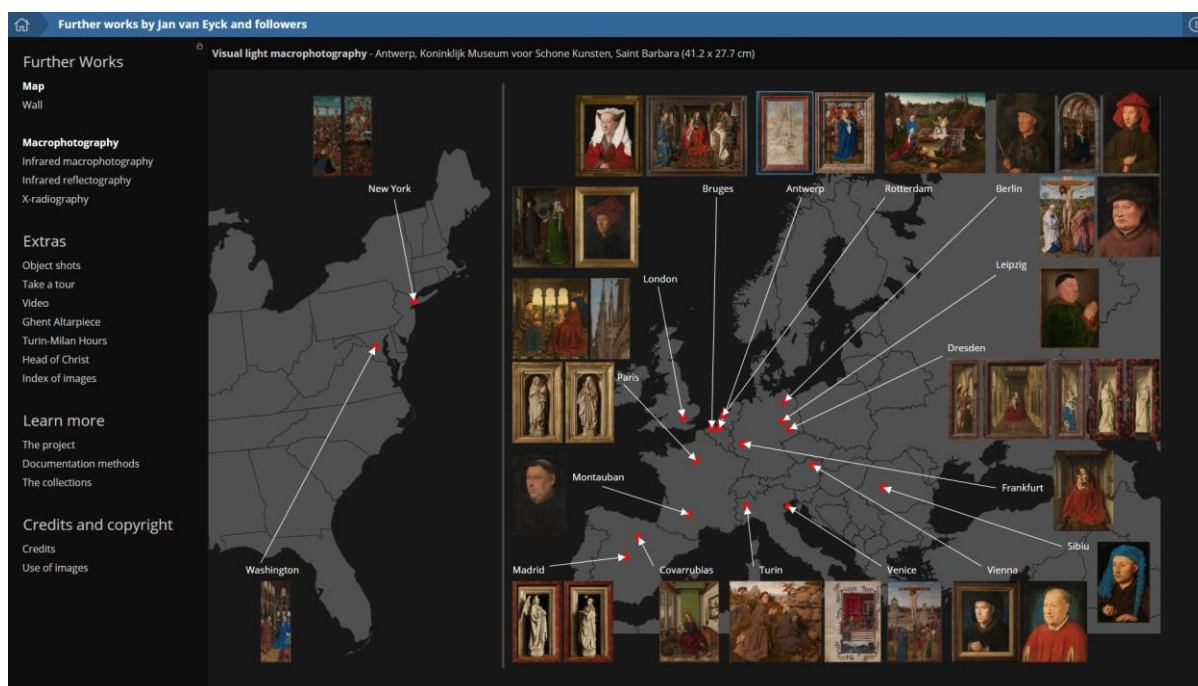 Further works by Jan van Eyck and followers
Visual light macrophotography - Antwerp, Koninklijk Museum voor Schone Kunsten, Saint Barbara (41.2 x 27.7 cm)
Further Works
Map
Wall
Macrophotography
Infrared macrophotography
Infrared reflectography
X-radiography
Extras
Object shots
Take a tour
Video
Ghent Altarpiece
Turin-Milan Hours
Head of Christ
Index of images
Learn more
The project
Documentation methods
The collections
Credits and copyright
Credits
Use of images
New York
Washington
Bruges
Antwerp
Rotterdam
Berlin
London
Leipzig
Dresden
Paris
Montauban
Frankfurt
Sibiu
Madrid
Covarrubias
Turin
Venice
Vienna